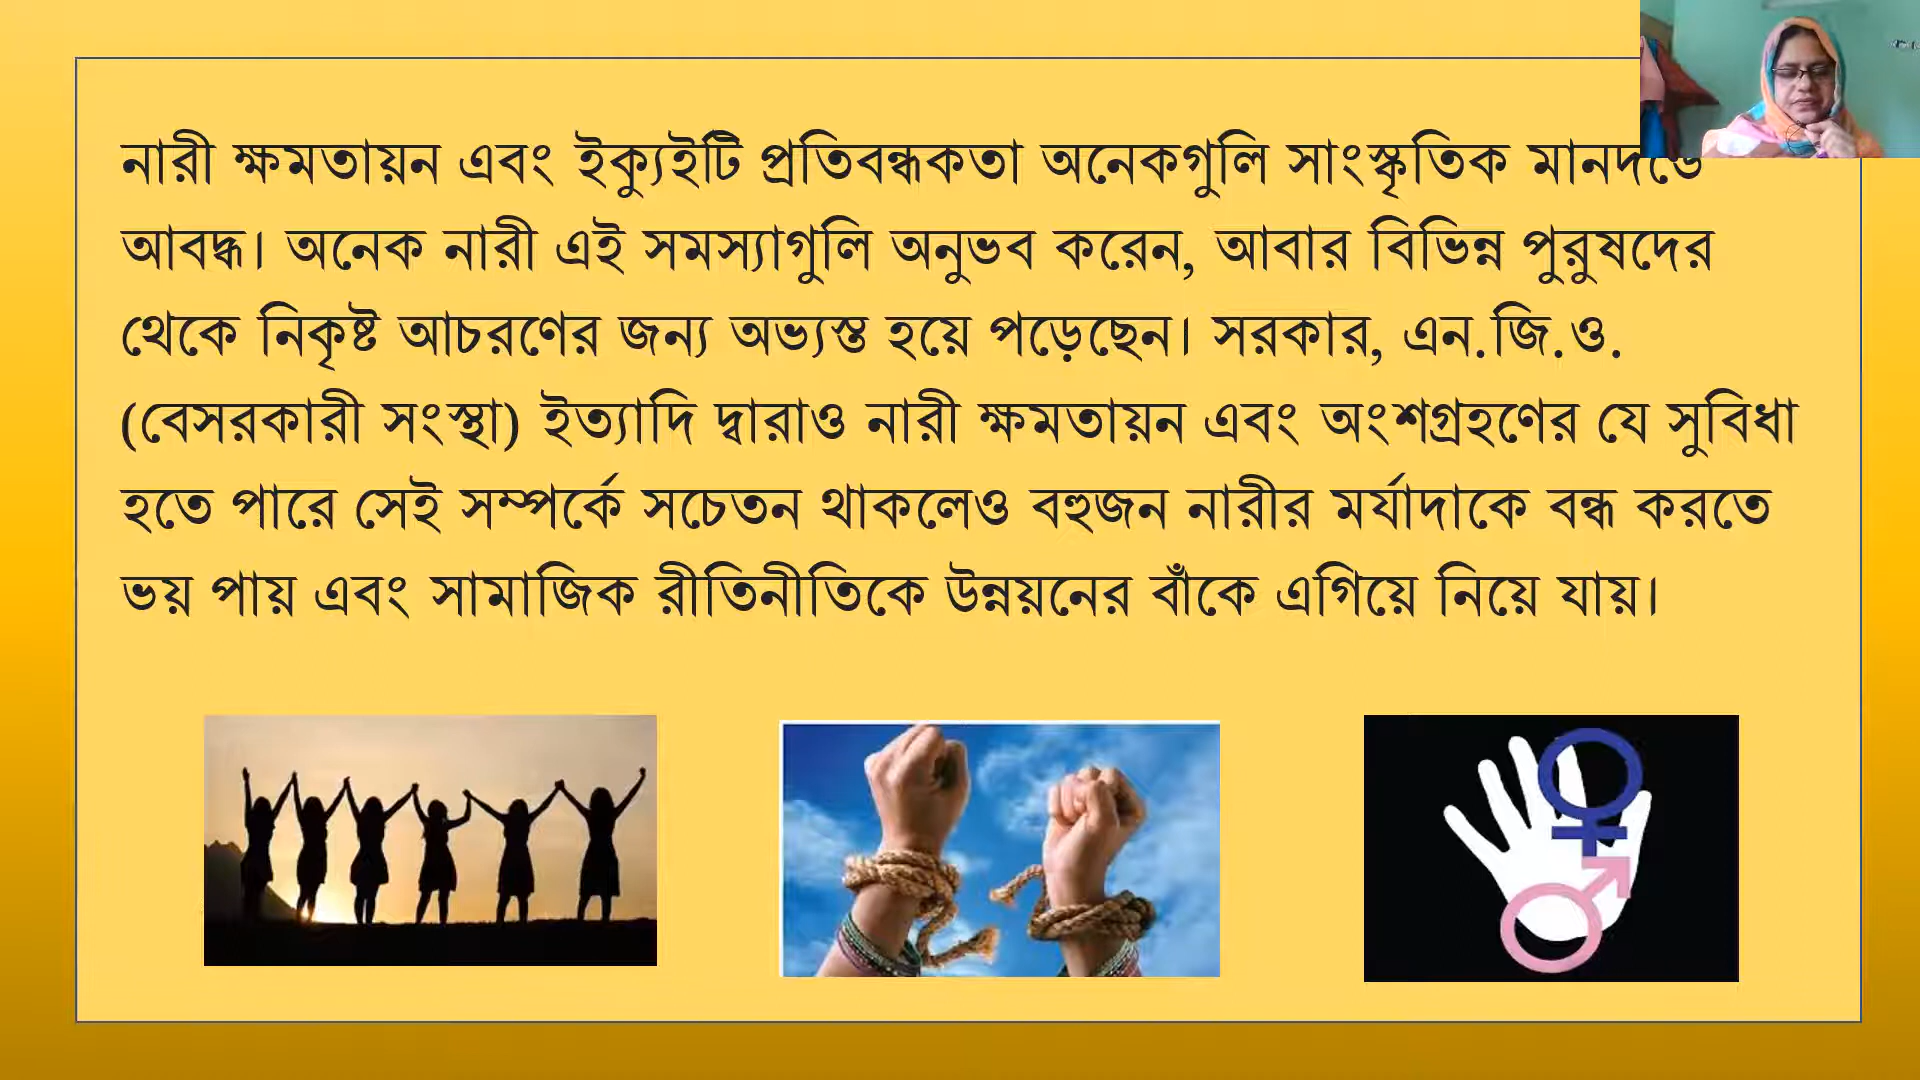 নারী ক্ষমতায়ন এবং ইক্যুইটি প্রতিবন্ধকতা অনেকগুলি সাংস্কৃতিক
আবদ্ধ। অনেক নারী এই সমস্যাগুলি অনুভব করেন, আবার বিভিন্ন পুরুষদের
থেকে নিকৃষ্ট আচরণের জন্য অভ্যস্ত হয়ে পড়েছেন। সরকার, এন.জি.ও.
(বেসরকারী সংস্থা) ইত্যাদি দ্বারাও নারী ক্ষমতায়ন এবং অংশগ্রহণের যে সুবিধা
হতে পারে সেই সম্পর্কে সচেতন থাকলেও বহুজন নারীর মর্যাদাকে বন্ধ করতে
ভয় পায় এবং সামাজিক রীতিনীতিকে উন্নয়নের বাঁকে এগিয়ে নিয়ে যায়।